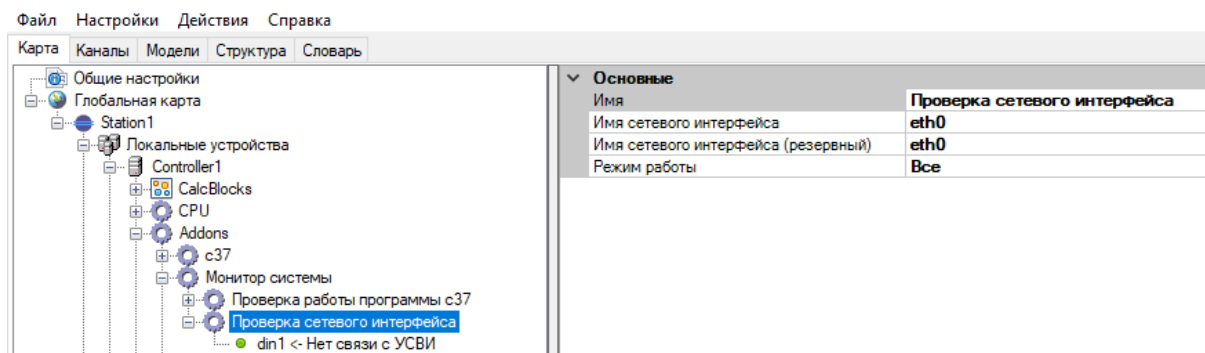 Файл Настройки Действия Справка
Карта Каналы Модели Структура Словарь
Общие настройки
Глобальная карта
Station1
Локальные устройства
Controller1
CalcBlocks
CPU
Addons
c37
Монитор системы
Проверка работы программы c37
Проверка сетевого интерфейса
din1 <- Нет связи с УСВИ
Основные
Имя Проверка сетевого интерфейса
Имя сетевого интерфейса eth0
Имя сетевого интерфейса (резервный) eth0
Режим работы Все